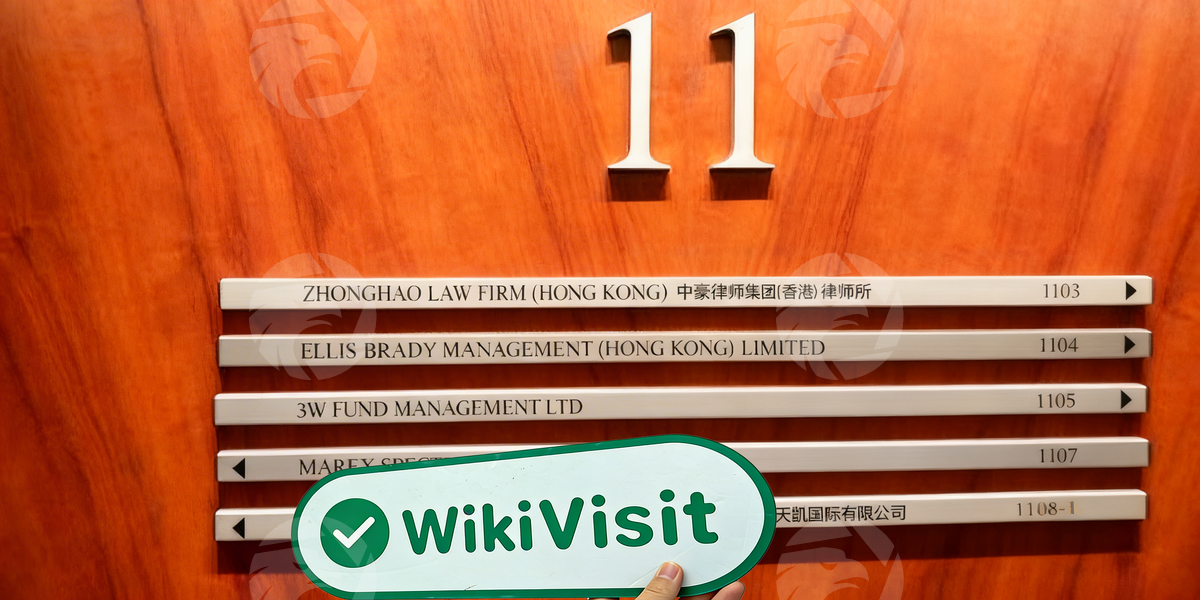 11
ZHONGHAO LAW FIRM (HONG KONG) 中豪律师集团(香港) 律师所 1103
ELLIS BRADY MANAGEMENT (HONG KONG) LIMITED 1104
3W FUND MANAGEMENT LTD 1105
MAREX 1107
天凯国际有限公司 1108-1
WikiVisit